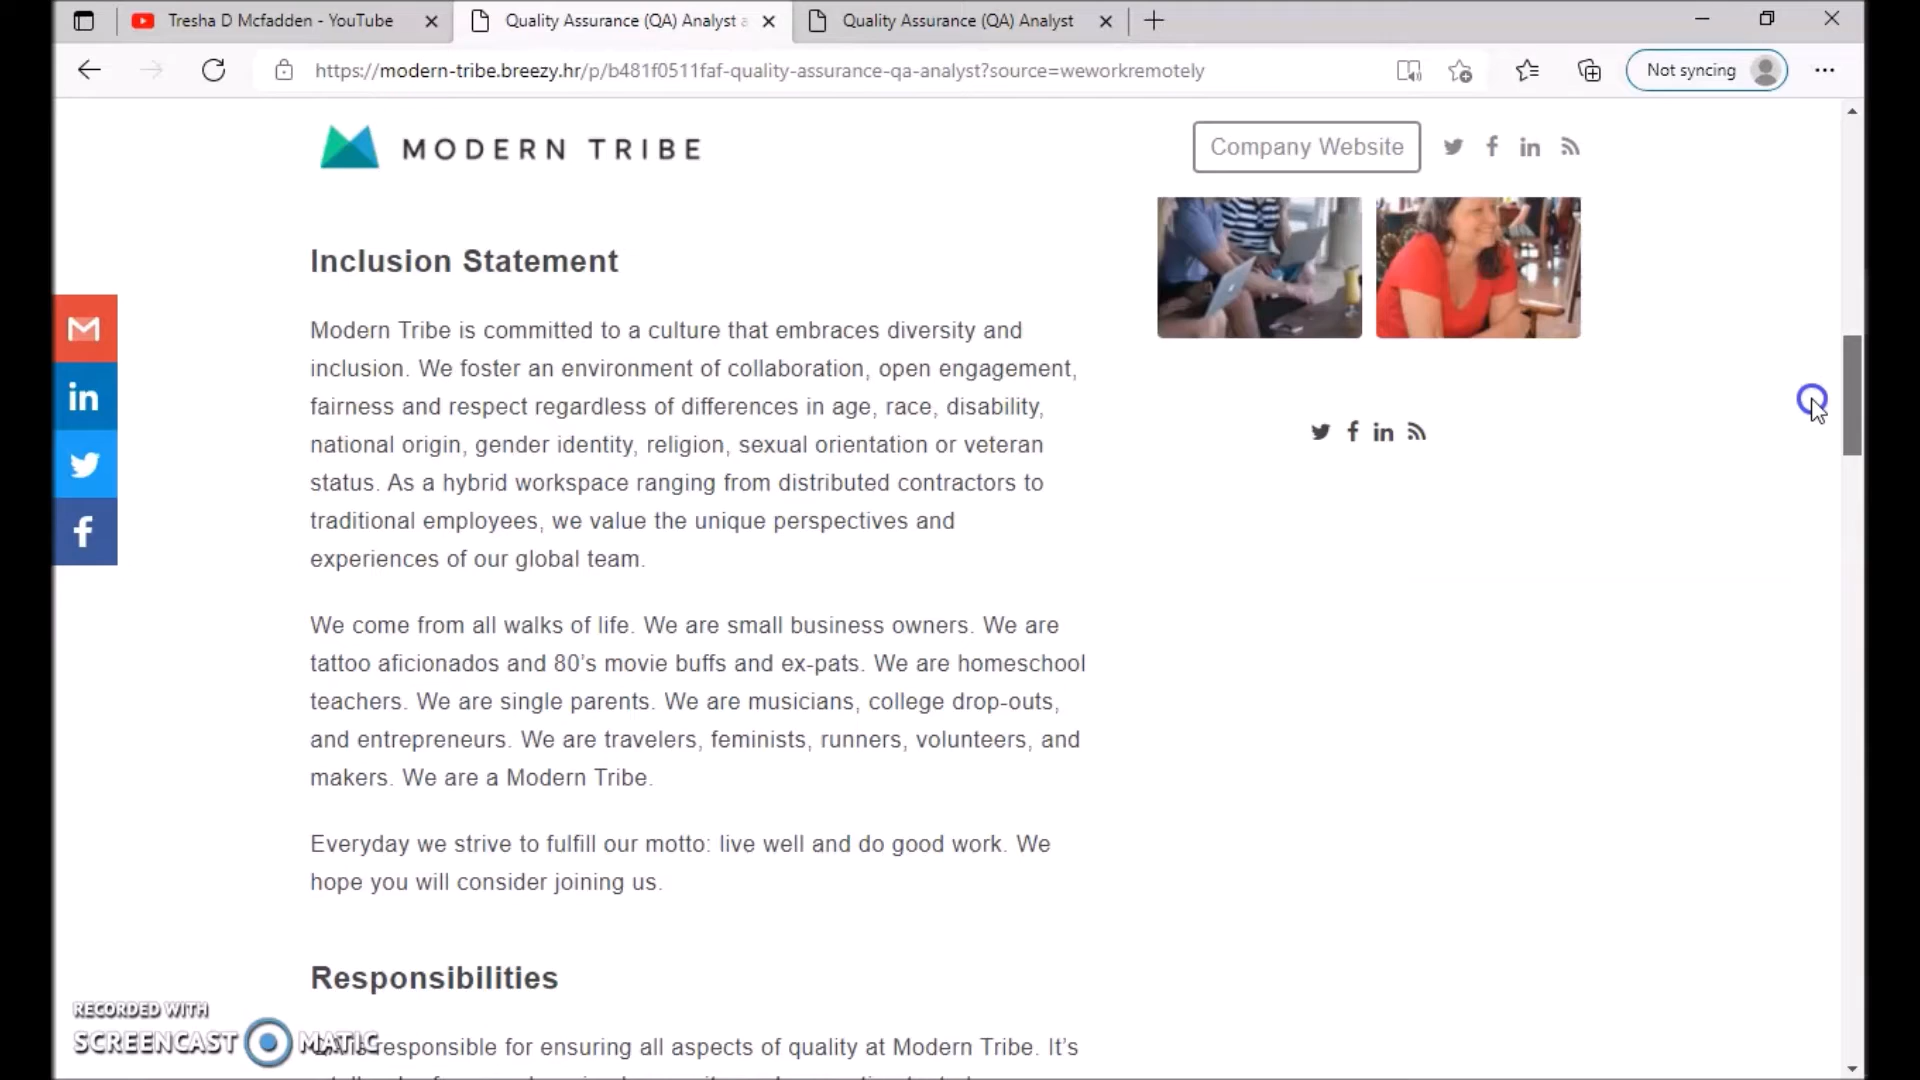 Tresha D Mcfadden - YouTube
Quality Assurance (QA) Analyst
Quality Assurance (QA) Analyst
https://modern-tribe.breezy.hr/p/b481f0511faf-quality-assurance-qa-analyst?source=weworkremotely
Not syncing
MODERN TRIBE
Company Website
Inclusion Statement
Modern Tribe is committed to a culture that embraces diversity and
inclusion. We foster an environment of collaboration, open engagement,
fairness and respect regardless of differences in age, race, disability,
national origin, gender identity, religion, sexual orientation or veteran
status. As a hybrid workspace ranging from distributed contractors to
traditional employees, we value the unique perspectives and
experiences of our global team.
We come from all walks of life. We are small business owners. We are
tattoo aficionados and 80's movie buffs and ex-pats. We are homeschool
teachers. We are single parents. We are musicians, college drop-outs,
and entrepreneurs. We are travelers, feminists, runners, volunteers, and
makers. We are a Modern Tribe.
Everyday we strive to fulfill our motto: live well and do good work. We
hope you will consider joining us.
Responsibilities
responsible for ensuring all aspects of quality at Modern Tribe. It's
RECORDED WITH
SCREENCAST MATIC